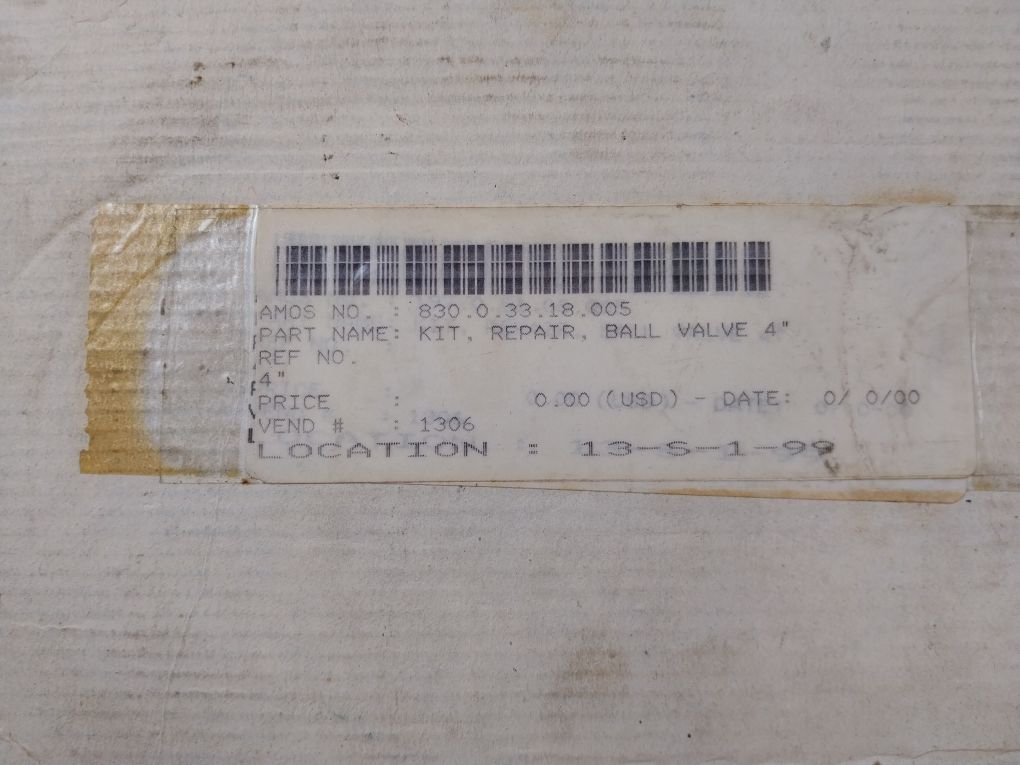 AMOS NO. : 830.0.33.18.005
PART NAME: KIT, REPAIR, BALL VALVE 4"
REF NO.
4"
PRICE : 0.00 (USD) - DATE: 0/ 0/00
VEND # : 1306
LOCATION : 13-S-1-99